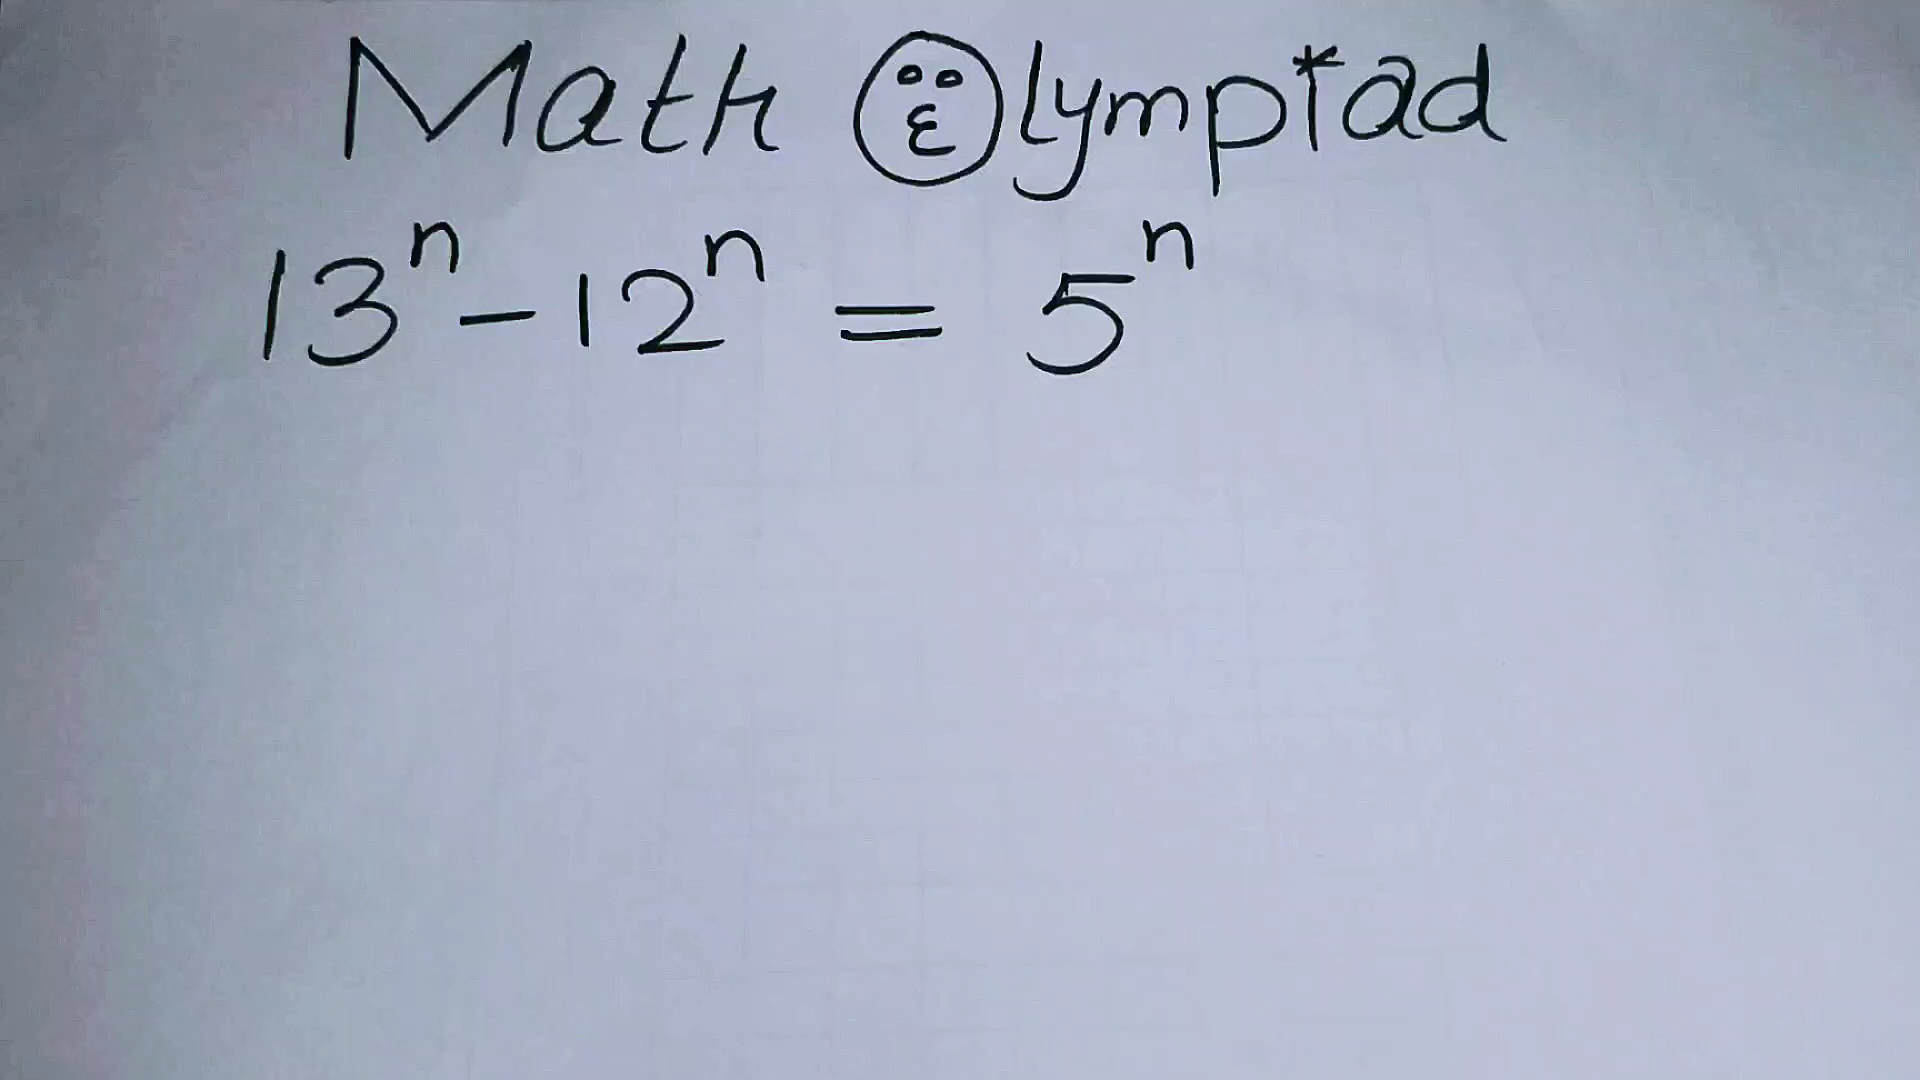 Math Olympiad
13ⁿ - 12ⁿ = 5ⁿ